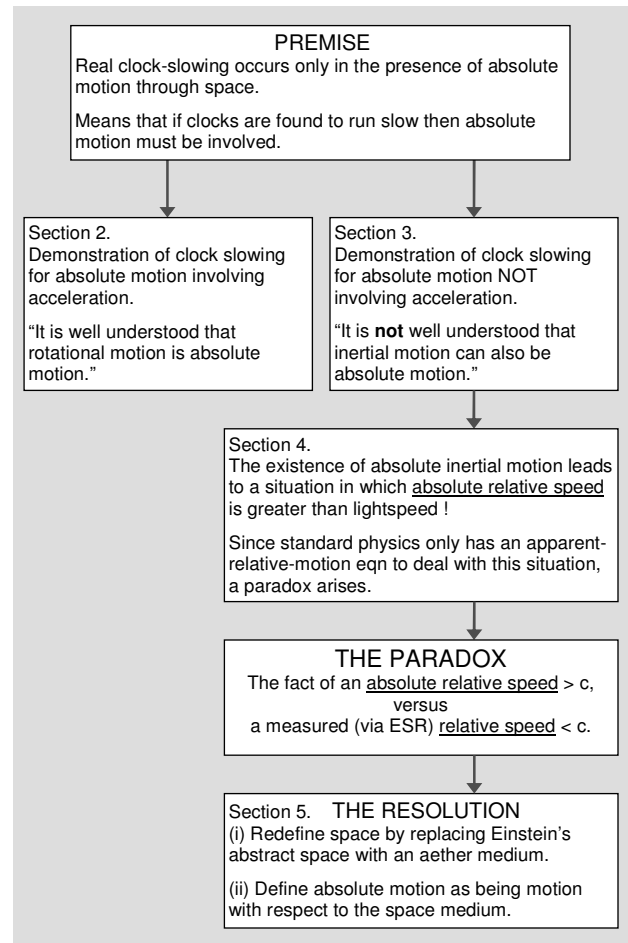 PREMISE
Real clock-slowing occurs only in the presence of absolute
motion through space.
Means that if clocks are found to run slow then absolute
motion must be involved.
Section 2.
Demonstration of clock slowing
for absolute motion involving
acceleration.
“It is well understood that
rotational motion is absolute
motion.”
Section 3.
Demonstration of clock slowing
for absolute motion NOT
involving acceleration.
“It is not well understood that
inertial motion can also be
absolute motion.”
Section 4.
The existence of absolute inertial motion leads
to a situation in which absolute relative speed
is greater than lightspeed !
Since standard physics only has an apparent-
relative-motion eqn to deal with this situation,
a paradox arises.
THE PARADOX
The fact of an absolute relative speed > c,
versus
a measured (via ESR) relative speed < c.
Section 5. THE RESOLUTION
(i) Redefine space by replacing Einstein’s
abstract space with an aether medium.
(ii) Define absolute motion as being motion
with respect to the space medium.